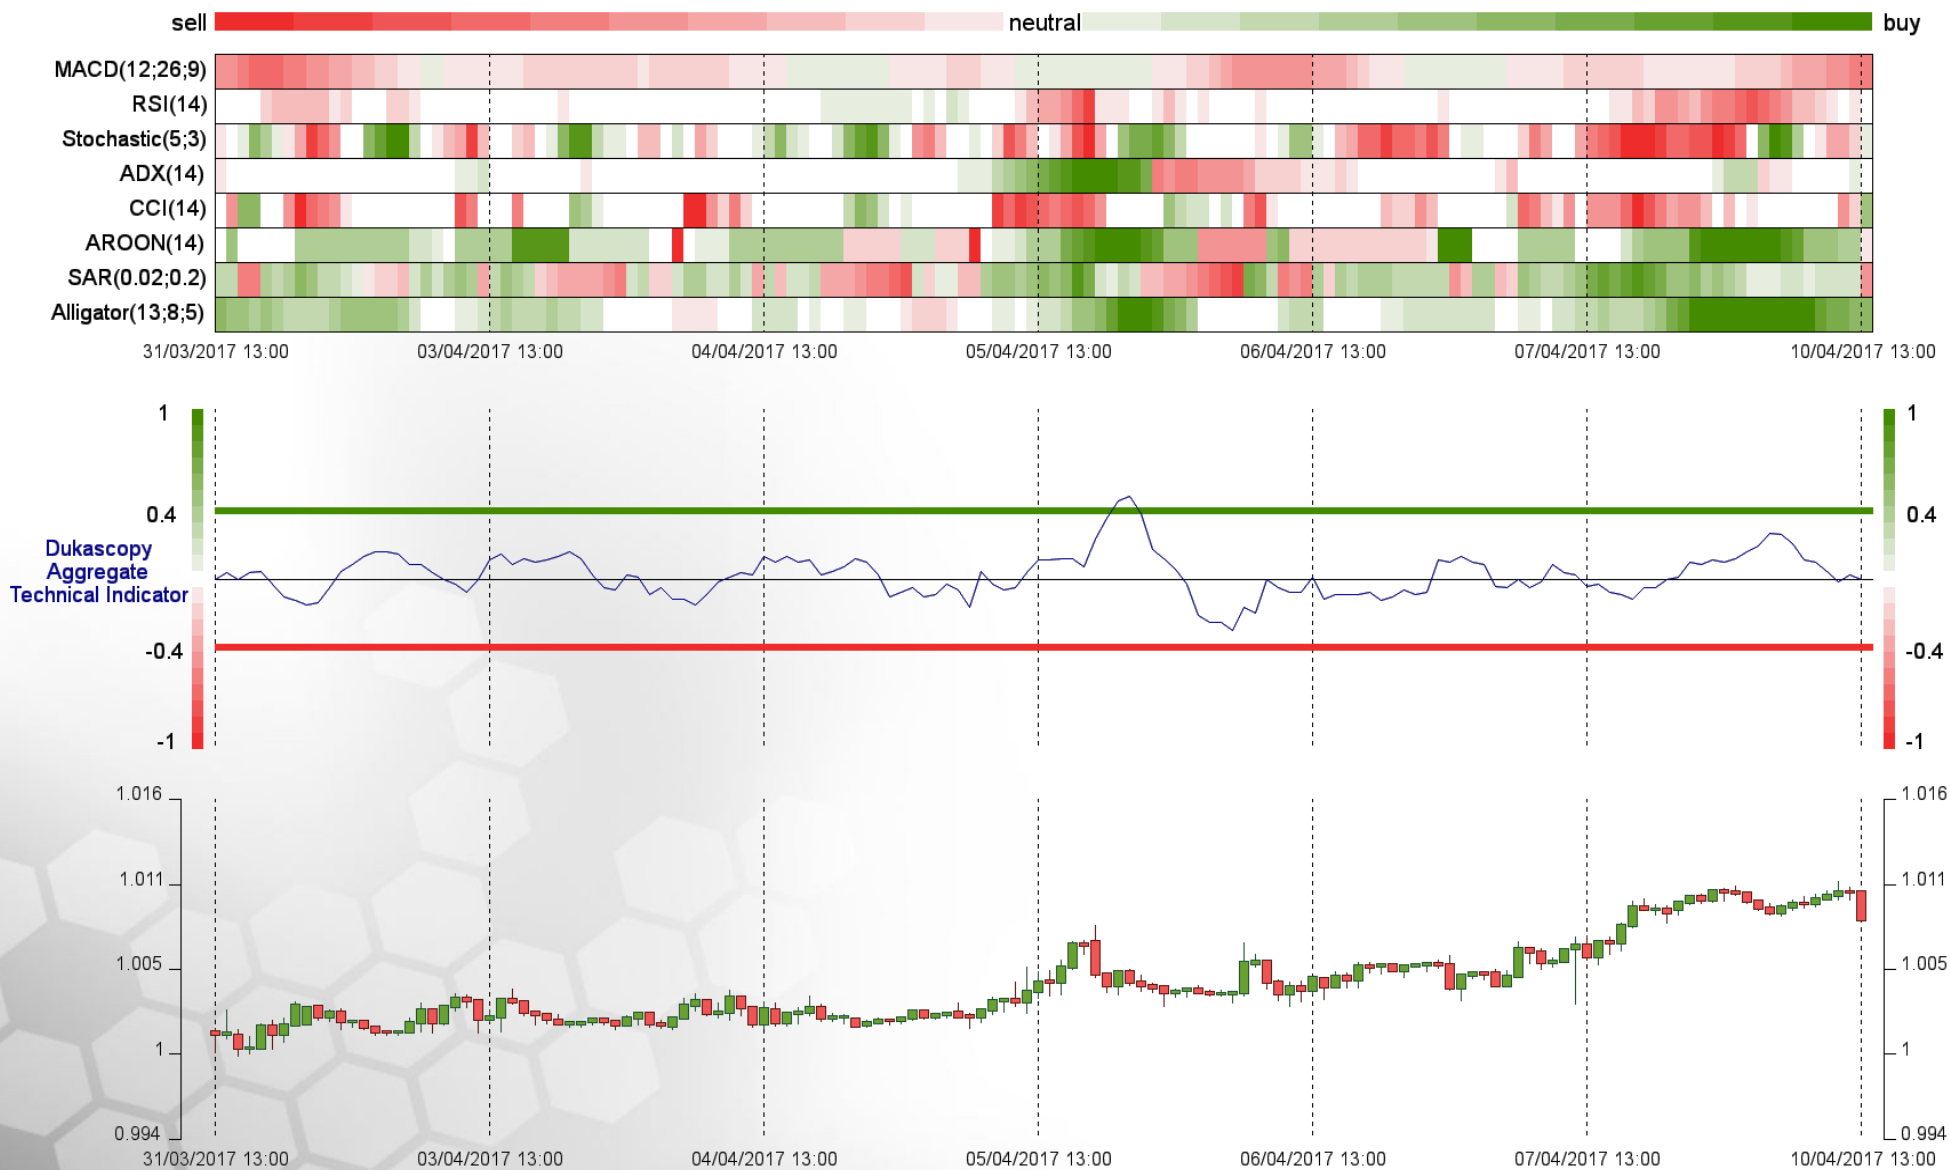 sell neutral buy
MACD(12;26;9)
RSI(14)
Stochastic(5;3)
ADX(14)
CCI(14)
AROON(14)
SAR(0.02;0.2)
Alligator(13;8;5)
31/03/2017 13:00 03/04/2017 13:00 04/04/2017 13:00 05/04/2017 13:00 06/04/2017 13:00 07/04/2017 13:00 10/04/2017 13:00
1 1
0.4 0.4
Dukascopy
Aggregate
Technical Indicator
-0.4 -0.4
-1 -1
1.016 1.016
1.011 1.011
1.005 1.005
1 1
0.994 0.994
31/03/2017 13:00 03/04/2017 13:00 04/04/2017 13:00 05/04/2017 13:00 06/04/2017 13:00 07/04/2017 13:00 10/04/2017 13:00